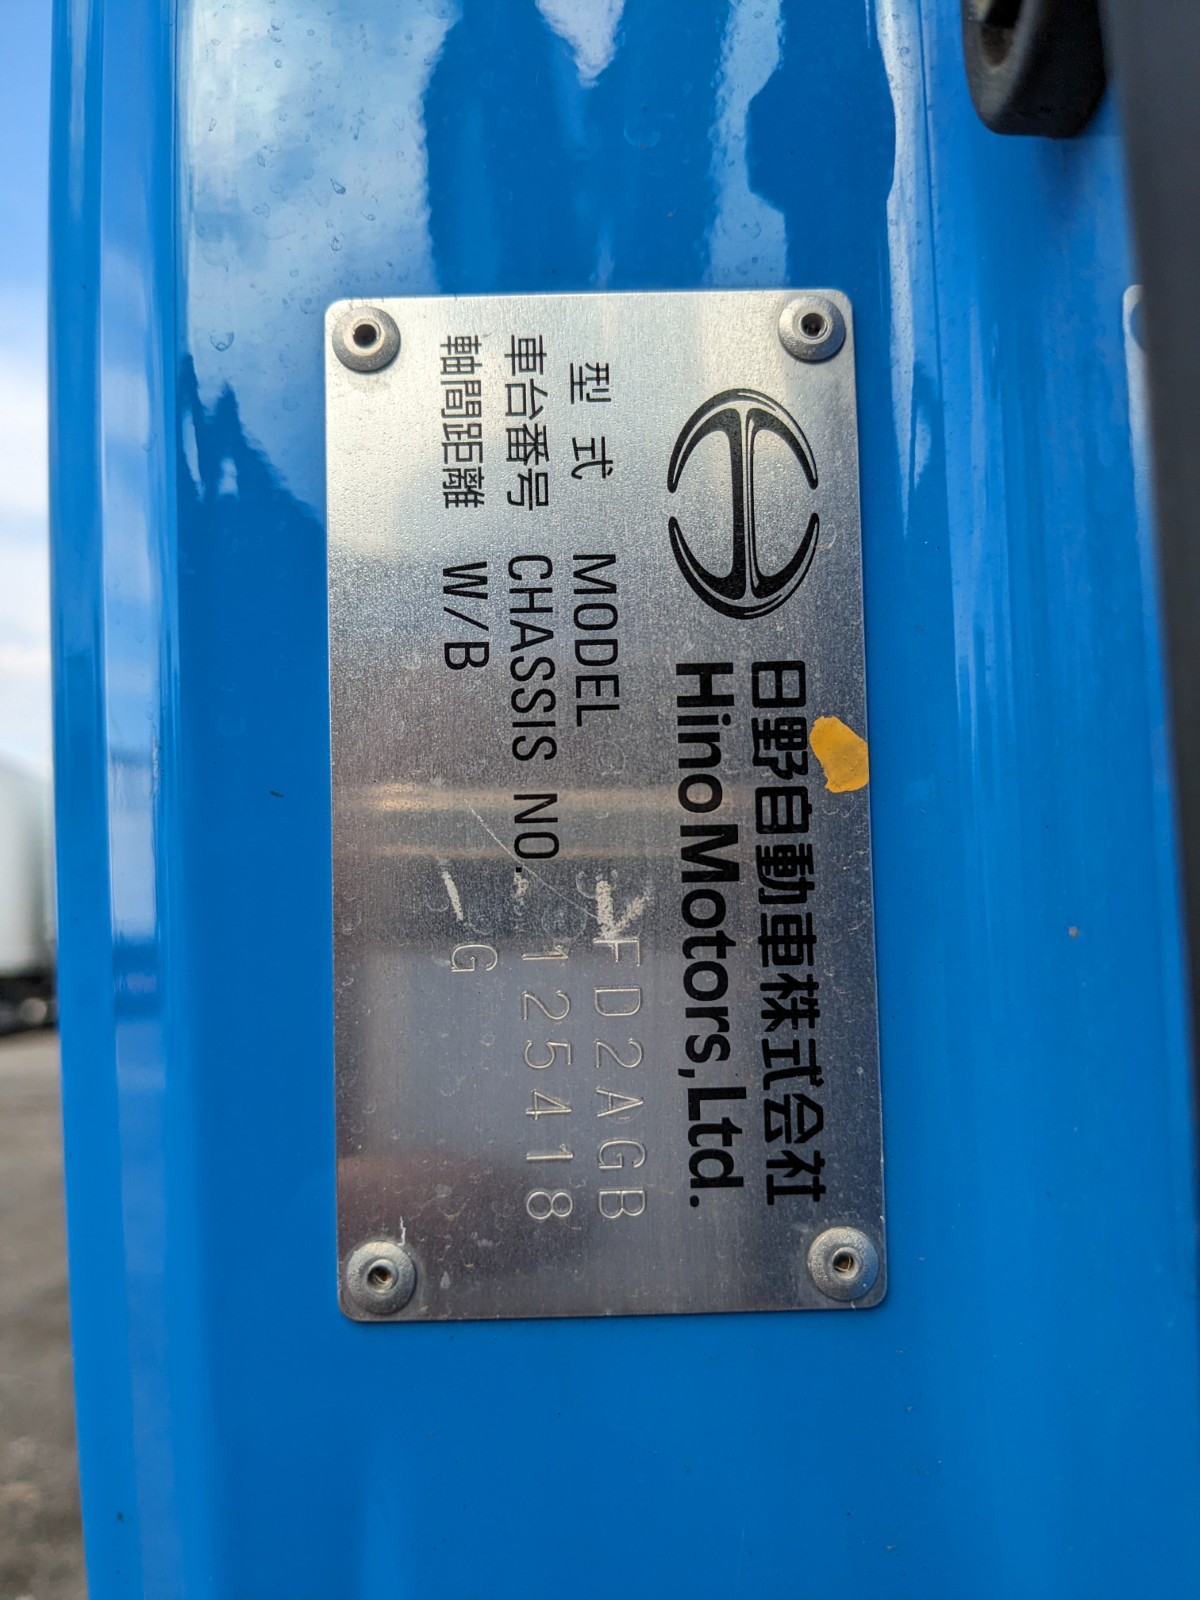 日野自動車株式会社
Hino Motors, Ltd.
型式 MODEL FD2AGB
車台番号 CHASSIS NO. 125418
軸間距離 W/B G